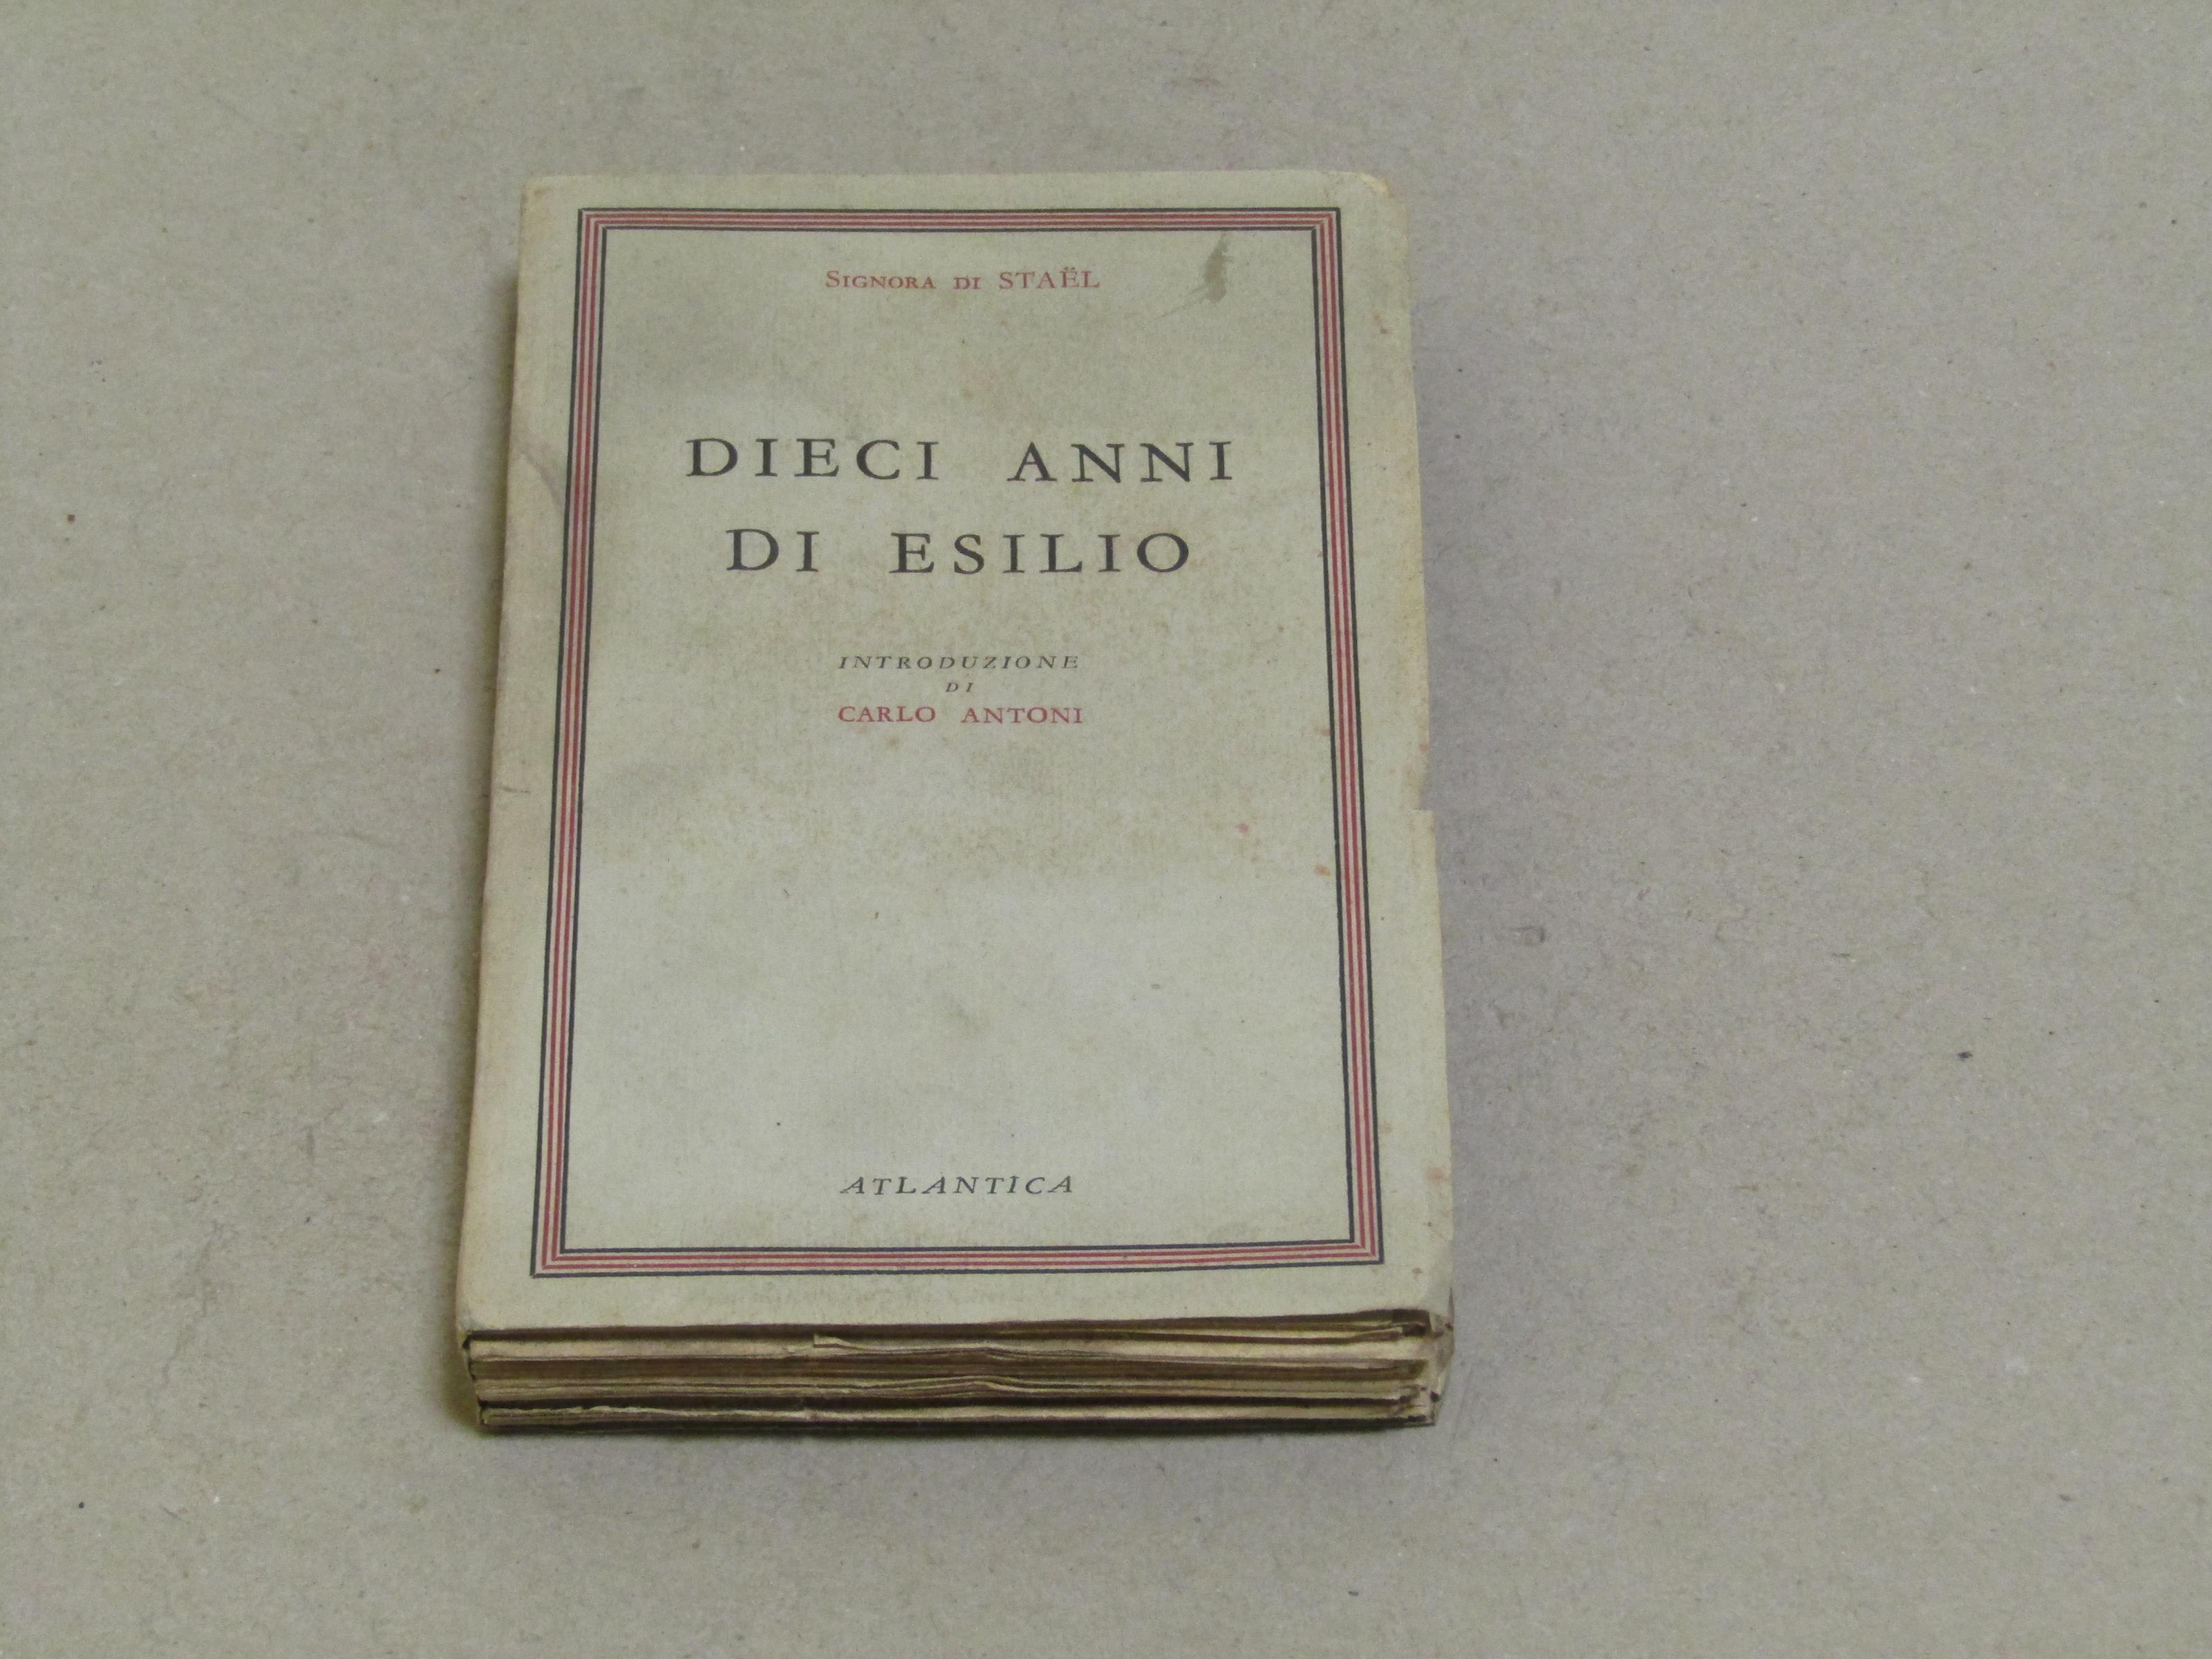 Signora di STAËL
DIECI ANNI
DI ESILIO
INTRODUZIONE
DI
CARLO ANTONI
ATLANTICA